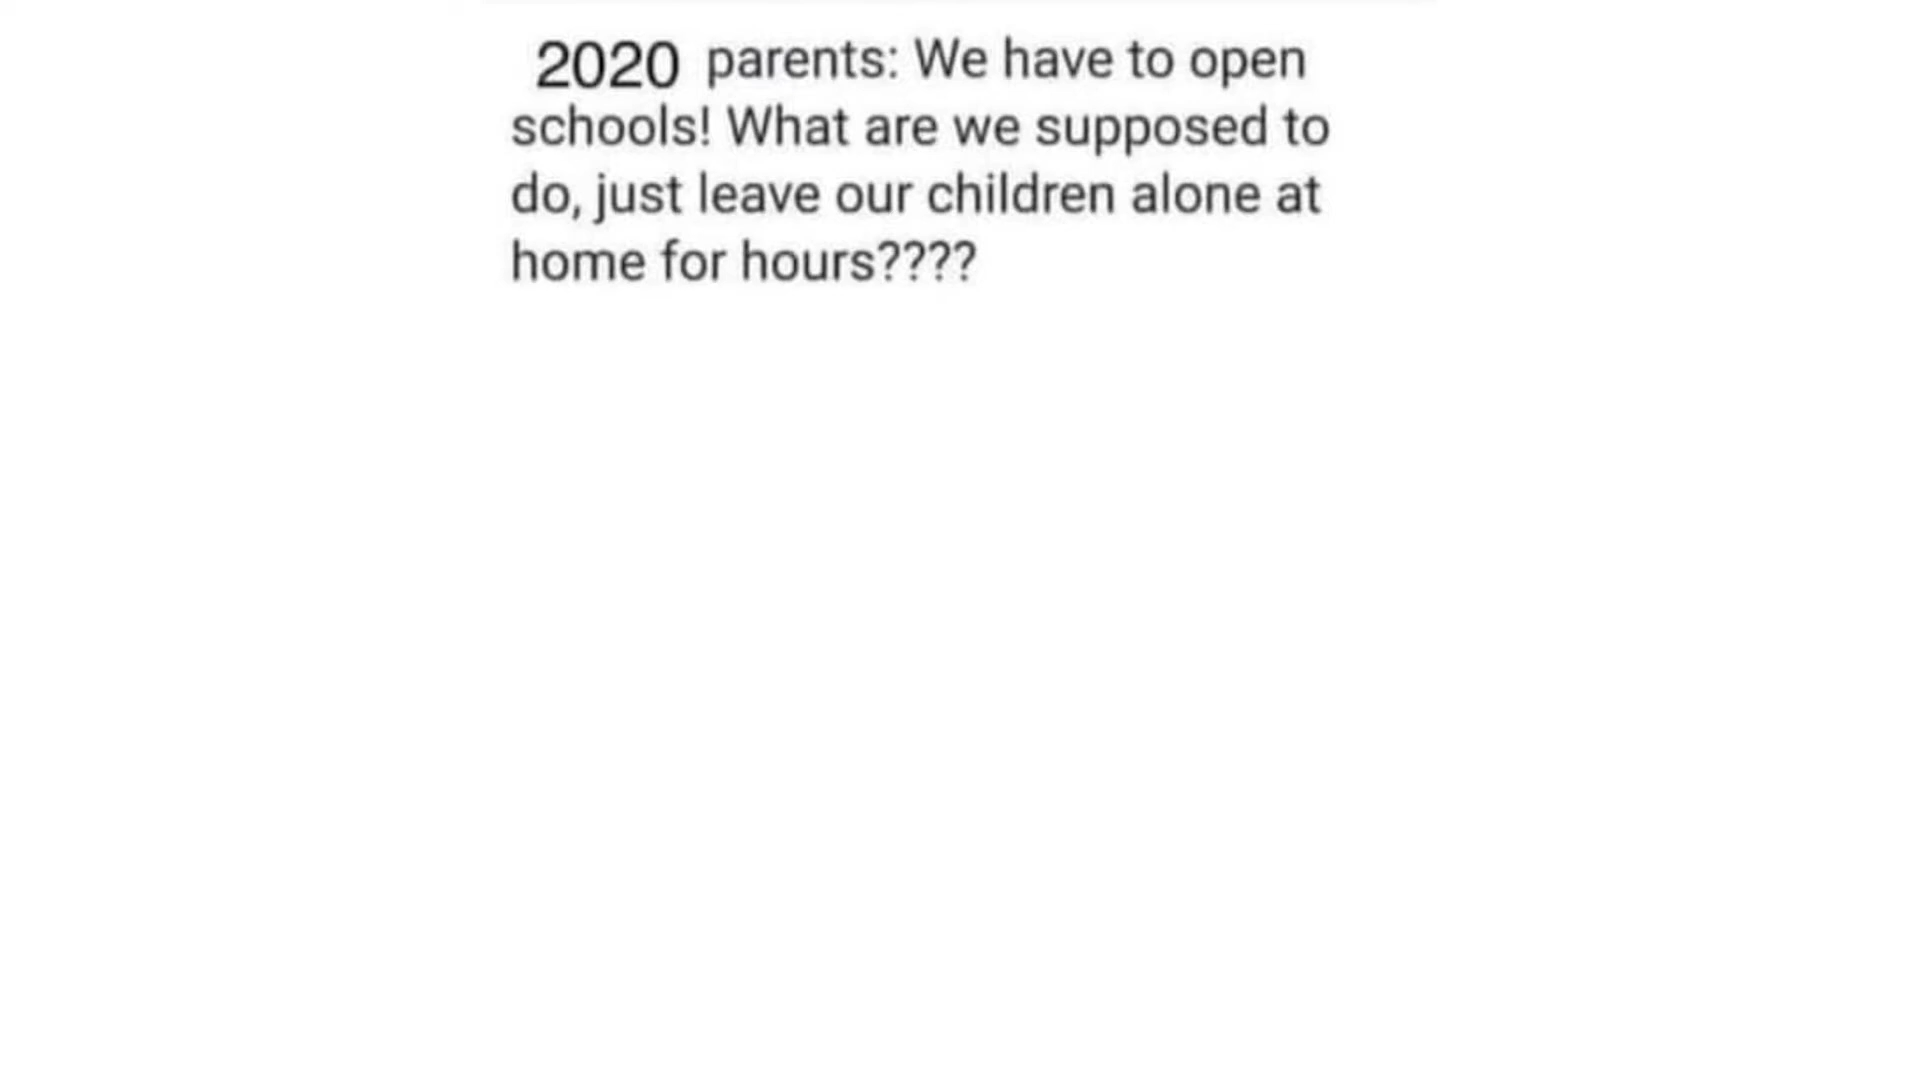 2020 parents: We have to open
schools! What are we supposed to
do, just leave our children alone at
home for hours????